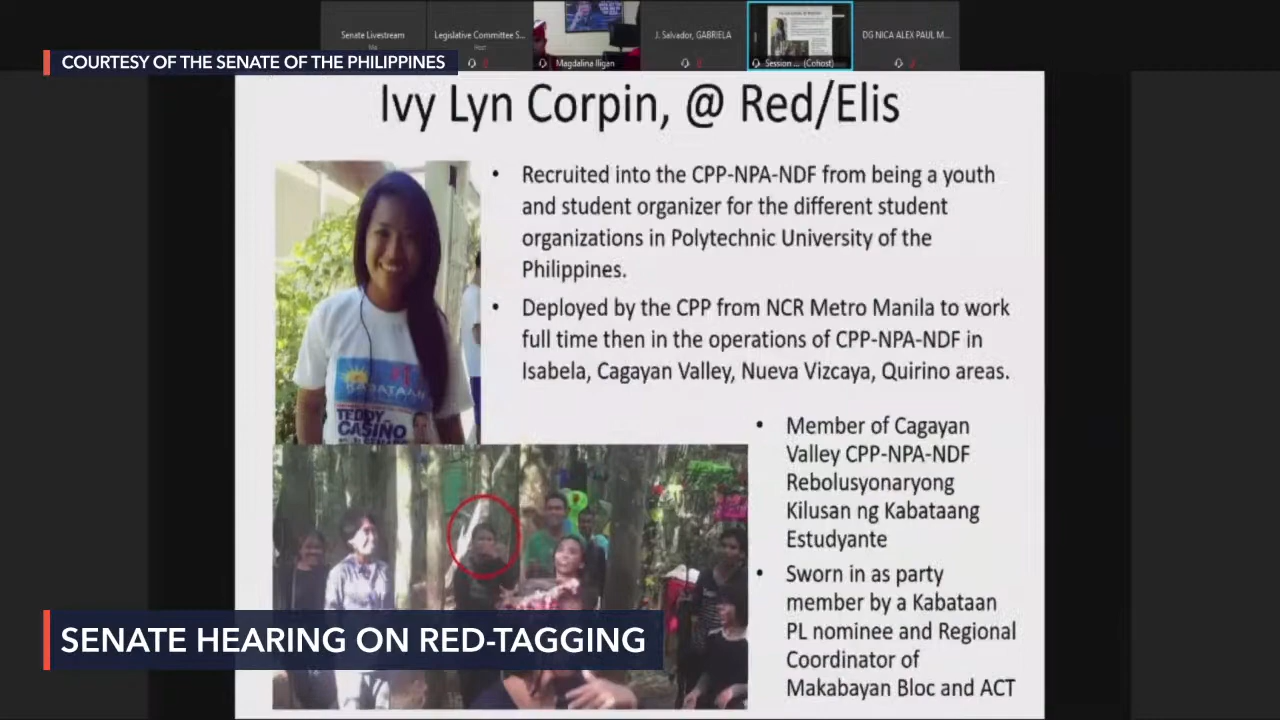 Senate Livestream
Legislative Committee S...
Host
Magdalina Iligan
J. Salvador, GABRIELA
Session ... (Cohost)
DG NICA ALEX PAUL M...
COURTESY OF THE SENATE OF THE PHILIPPINES
Ivy Lyn Corpin, @ Red/Elis
• Recruited into the CPP-NPA-NDF from being a youth
and student organizer for the different student
organizations in Polytechnic University of the
Philippines.
• Deployed by the CPP from NCR Metro Manila to work
full time then in the operations of CPP-NPA-NDF in
Isabela, Cagayan Valley, Nueva Vizcaya, Quirino areas.
KABATAAN
TEDDY
CASIÑO
• Member of Cagayan
Valley CPP-NPA-NDF
Rebolusyonaryong
Kilusan ng Kabataang
Estudyante
• Sworn in as party
member by a Kabataan
PL nominee and Regional
Coordinator of
Makabayan Bloc and ACT
SENATE HEARING ON RED-TAGGING